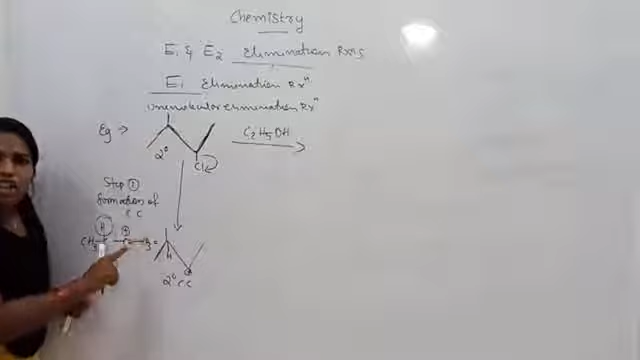 Chemistry
E1 & E2 Elimination Rxns
E1 Elimination Rxn
Unimolecular Elimination Rxn
Eg →
C2H5OH
2°
Cl
Step ①
formation of
C C
H
CH3
⊕
H
2° C C